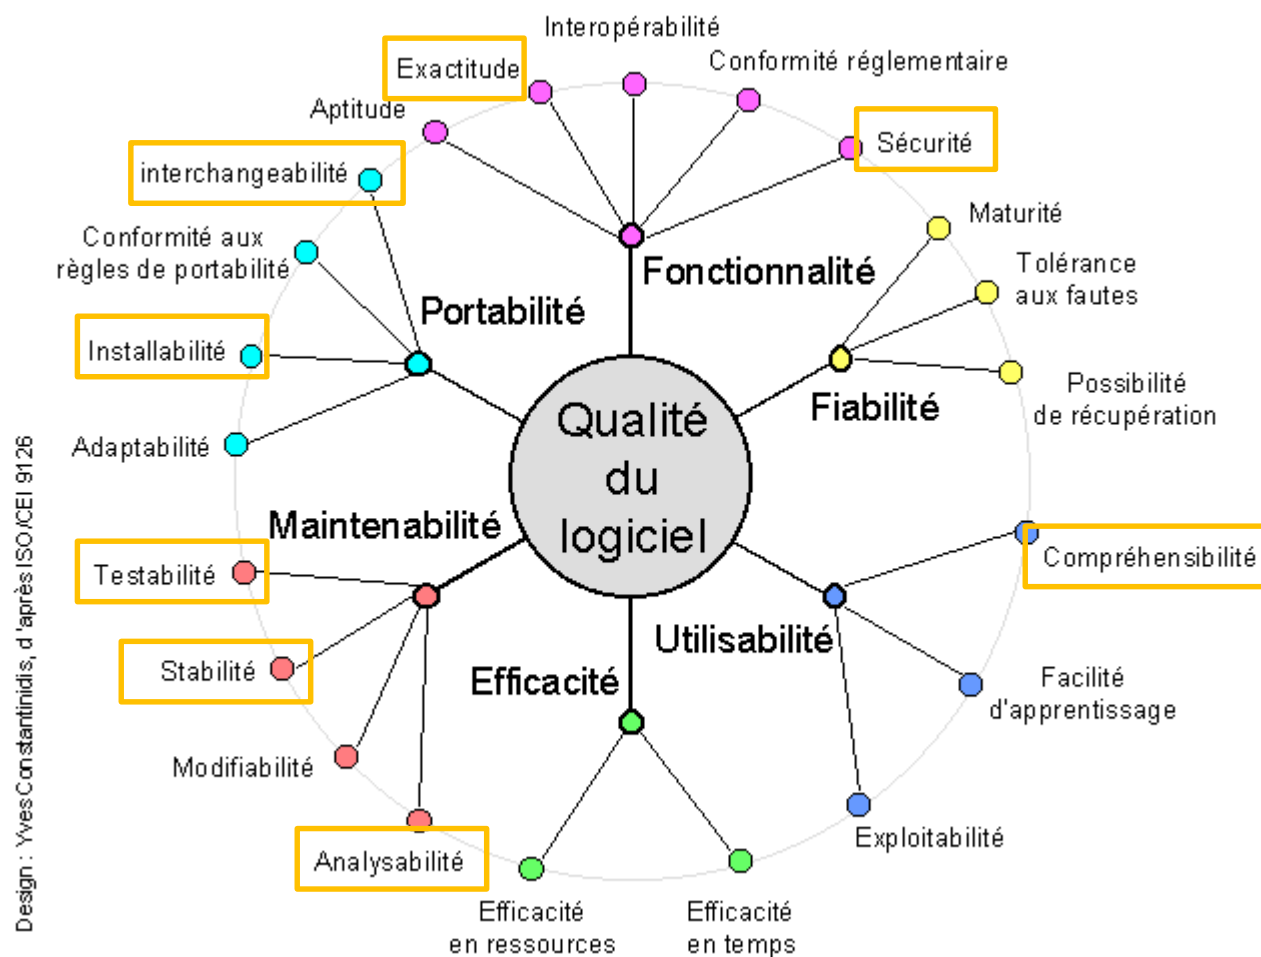 Interopérabilité
Exactitude
Conformité réglementaire
Aptitude
Sécurité
interchangeabilité
Maturité
Conformité aux
règles de portabilité
Tolérance
aux fautes
Fonctionnalité
Portabilité
Installabilité
Possibilité
de récupération
Fiabilité
Qualité
du
logiciel
Adaptabilité
Maintenabilité
Compréhensibilité
Testabilité
Utilisabilité
Stabilité
Efficacité
Facilité
d'apprentissage
Modifiabilité
Exploitabilité
Analysabilité
Efficacité
en ressources
Efficacité
en temps
Design : Yves Constantinidis, d'après ISO/CEI 9126